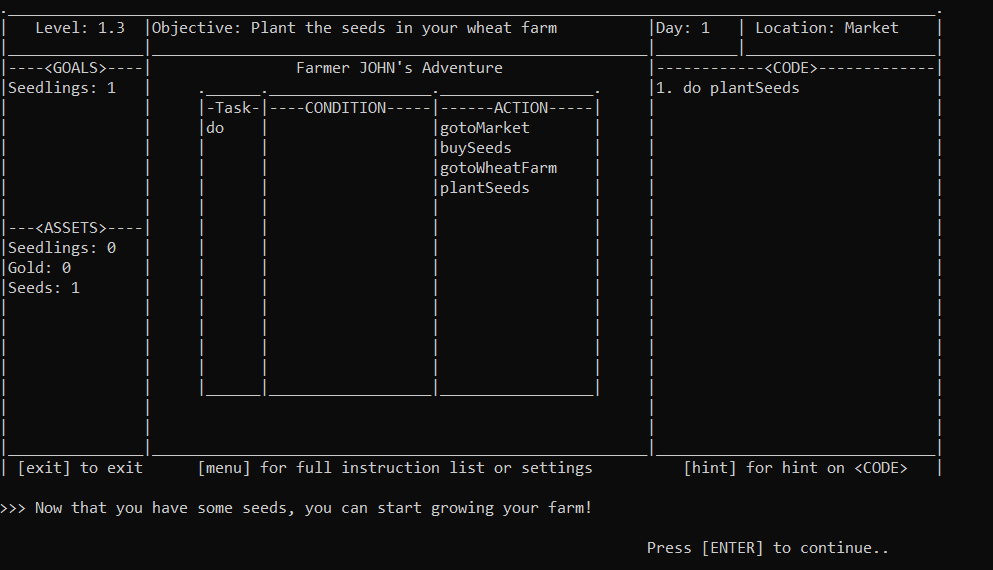 Level: 1.3 Objective: Plant the seeds in your wheat farm Day: 1 Location: Market
----<GOALS>---- Farmer JOHN's Adventure ------------<CODE>-------------
Seedlings: 1 1. do plantSeeds
-Task- ----CONDITION----- ------ACTION-----
do gotoMarket
buySeeds
gotoWheatFarm
plantSeeds
---<ASSETS>----
Seedlings: 0
Gold: 0
Seeds: 1
[exit] to exit [menu] for full instruction list or settings [hint] for hint on <CODE>
>>> Now that you have some seeds, you can start growing your farm!
Press [ENTER] to continue..